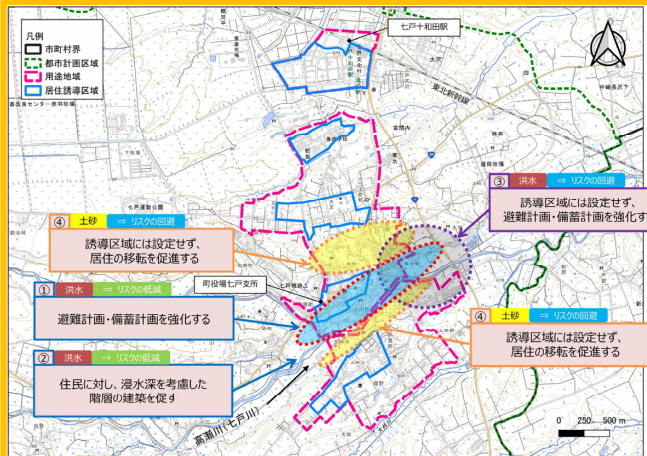 凡例
市町村界
都市計画区域
用途地域
居住誘導区域
七戸十和田駅
東北新幹線
七戸運動公園
③ 洪水 ⇒ リスクの回避
誘導区域には設定せず、
避難計画・備蓄計画を強化す
④ 土砂 ⇒ リスクの回避
誘導区域には設定せず、
居住の移転を促進する
町役場七戸支所
① 洪水 ⇒ リスクの低減
避難計画・備蓄計画を強化する
④ 土砂 ⇒ リスクの回避
誘導区域には設定せず、
居住の移転を促進する
② 洪水 ⇒ リスクの低減
住民に対し、浸水深を考慮した
階層の建築を促す
高瀬川(七戸川)
0 250 500 m